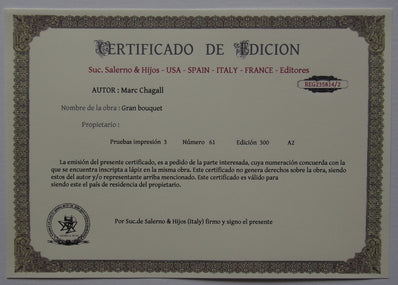 CERTIFICADO DE EDICION
Suc. Salerno & Hijos - USA - SPAIN - ITALY - FRANCE - Editores
REG235814/2
AUTOR : Marc Chagall
Nombre de la obra : Gran bouquet
Propietario :
Pruebas impresión 3 Número 61 Edición 300 A2
La emisión del presente certificado, es a pedido de la parte interesada, cuya numeración concuerda con la
que se encuentra inscripta a lápiz en la misma obra. Este certificado no genera derechos sobre la obra, siendo
estos del autor y/o representante arriba mencionado. Este certificado es válido para
siendo este el país de residencia del propietario.
Por Suc.de Salerno & Hijos (Italy) firmo y signo el presente